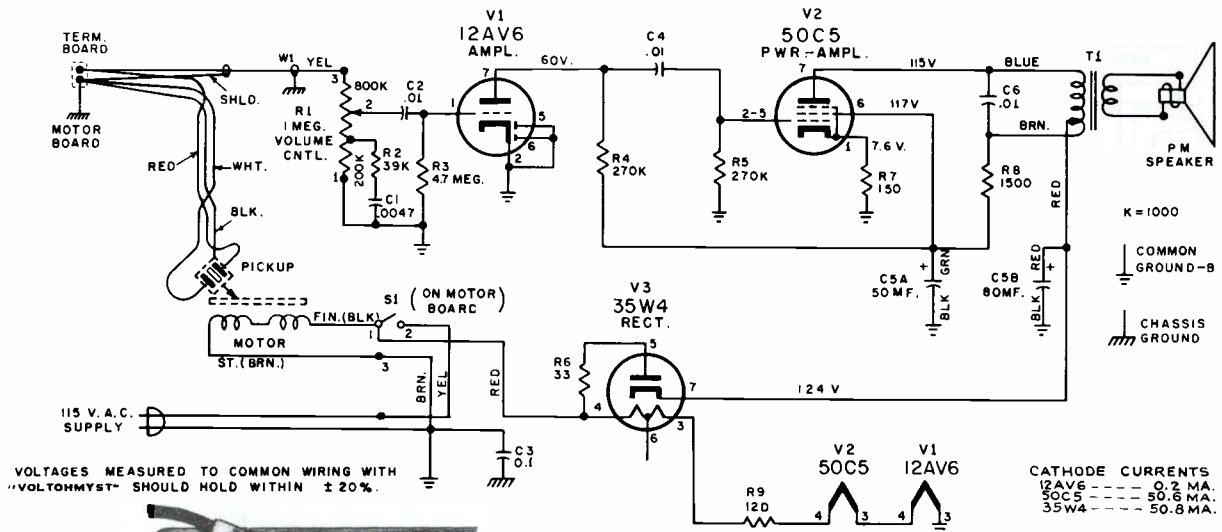 TERM.
BOARD
MOTOR
BOARD
SHLD.
W1
YEL
3
800K
2
R1
1 MEG.
VOLUME
CNTL.
200K
1
R2
39K
C1
.0047
C2
.01
R3
4.7 MEG.
V1
12AV6
AMPL.
7
1
5
6
2
60V.
C4
.01
R4
270K
2-5
R5
270K
V2
50C5
PWR-AMPL.
7
6
1
115V
117V
7.6 V.
R7
150
BLUE
C6
.01
BRN.
R8
1500
T1
RED
PM
SPEAKER
K=1000
COMMON
GROUND-B
CHASSIS
GROUND
RED
WHT.
BLK.
PICKUP
C5A
50 MF.
+
GRN
BLK
C5B
80MF.
+
RED
BLK
S1
(ON MOTOR
BOARD)
FIN.(BLK)
1
2
MOTOR
ST.(BRN.)
3
BRN.
YEL
RED
V3
35W4
RECT.
R6
33
5
7
4
6
3
124 V
115 V. A.C.
SUPPLY
C3
0.1
VOLTAGES MEASURED TO COMMON WIRING WITH
"VOLTOHMYST" SHOULD HOLD WITHIN ± 20%.
R9
120
V2
50C5
4
3
V1
12AV6
4
3
CATHODE CURRENTS
12AV6 ---- 0.2 MA.
50C5 ---- 50.6 MA.
35W4 ---- 50.8 MA.